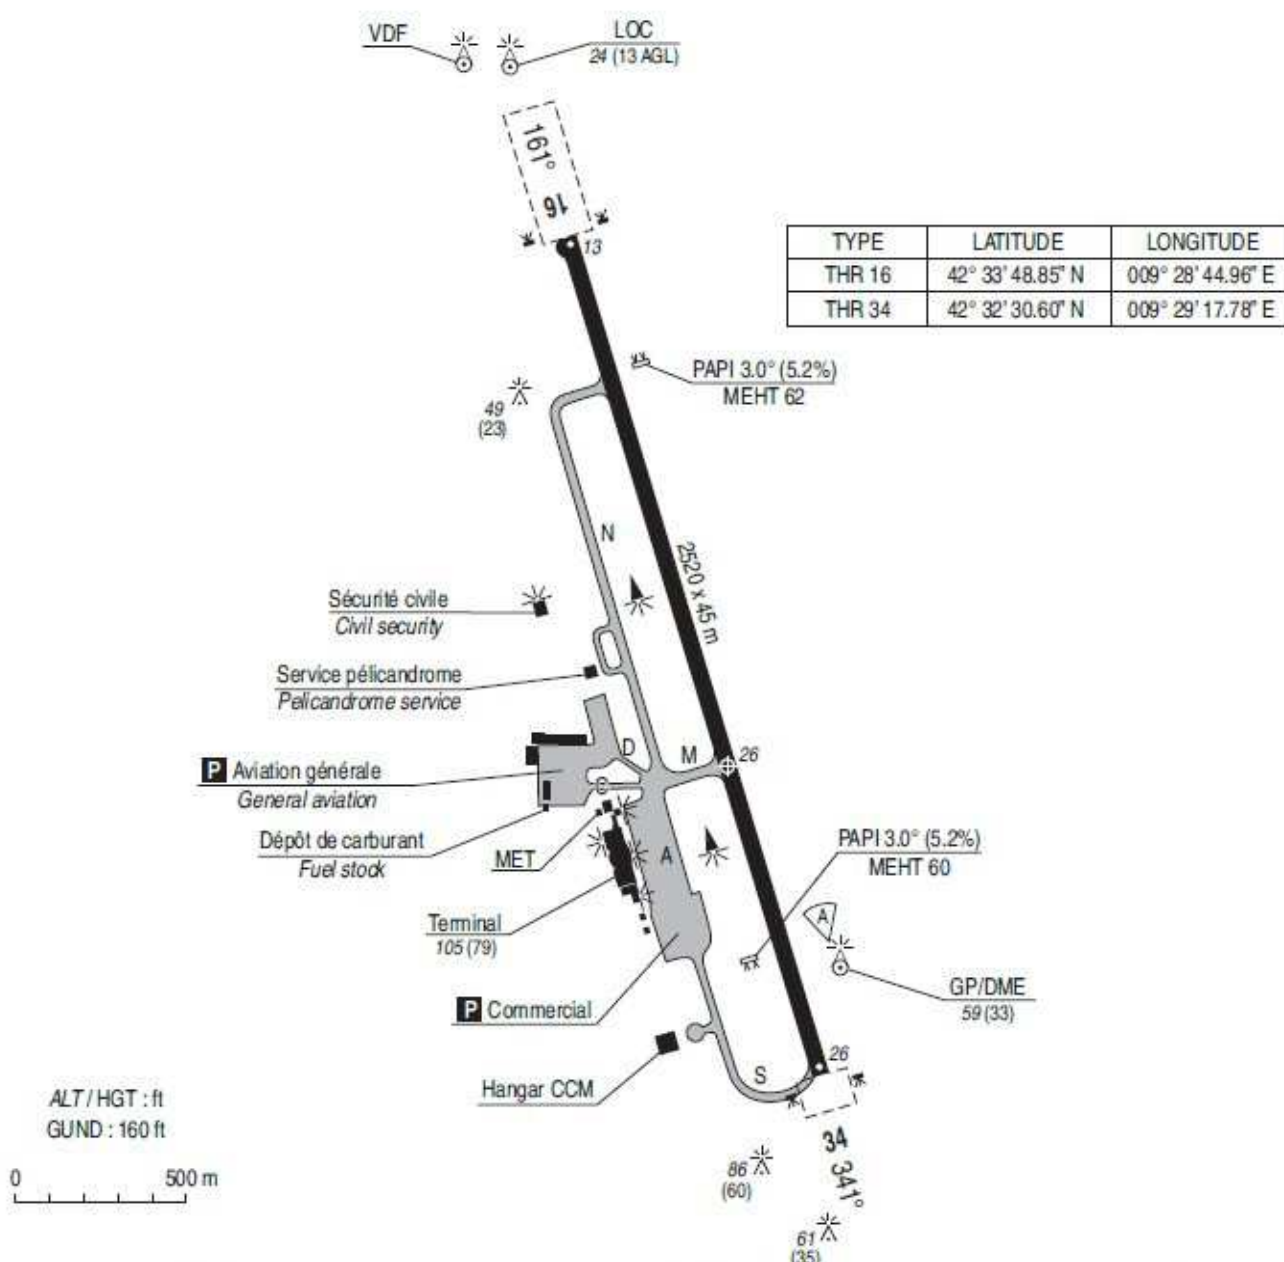 VDF
LOC
24 (13 AGL)
161°
16
13
TYPE LATITUDE LONGITUDE
THR 16 42° 33' 48.85" N 009° 28' 44.96" E
THR 34 42° 32' 30.60" N 009° 29' 17.78" E
PAPI 3.0° (5.2%)
MEHT 62
49
(23)
N
2520 x 45 m
Sécurité civile
Civil security
Service pélicandrome
Pelicandrome service
D
M
26
P Aviation générale
General aviation
C
Dépôt de carburant
Fuel stock
MET
A
PAPI 3.0° (5.2%)
MEHT 60
A
Terminal
105 (79)
GP/DME
59 (33)
P Commercial
26
Hangar CCM
S
ALT / HGT : ft
GUND : 160 ft
34
341°
86
(60)
0 500 m
61
(35)